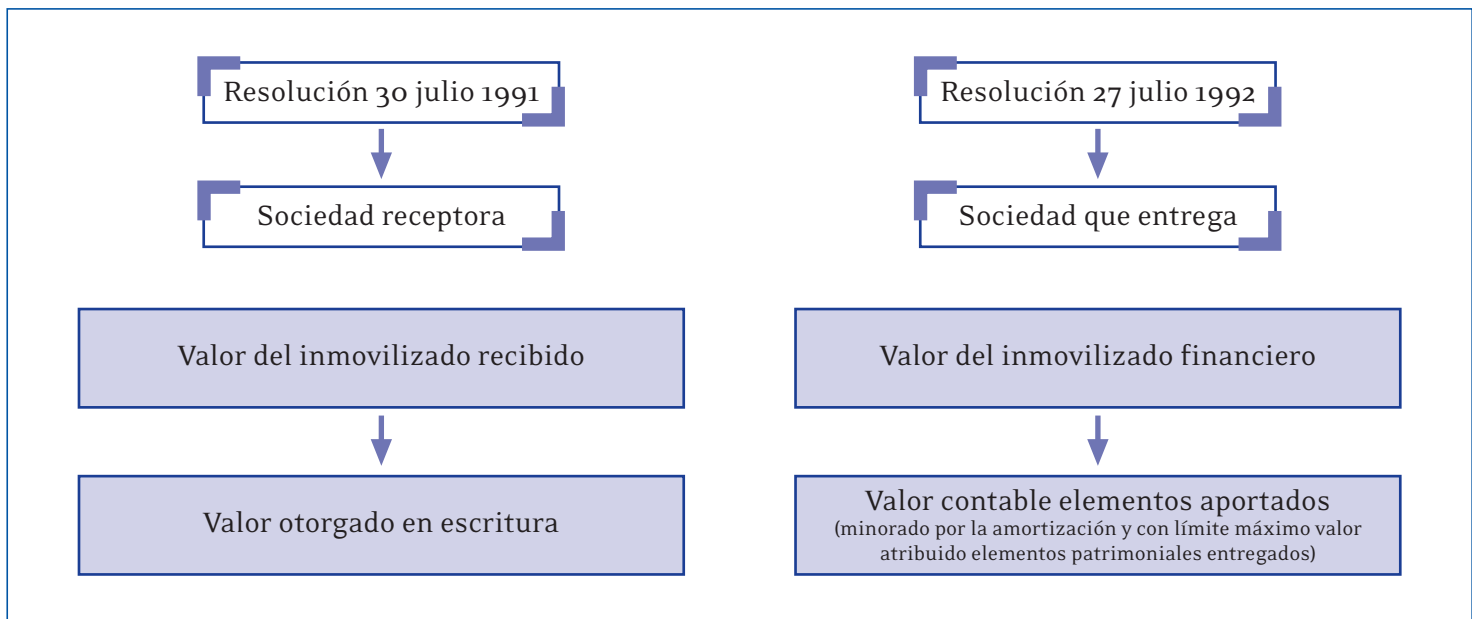 Resolución 30 julio 1991
Sociedad receptora
Valor del inmovilizado recibido
Valor otorgado en escritura
Resolución 27 julio 1992
Sociedad que entrega
Valor del inmovilizado financiero
Valor contable elementos aportados
(minorado por la amortización y con límite máximo valor
atribuido elementos patrimoniales entregados)